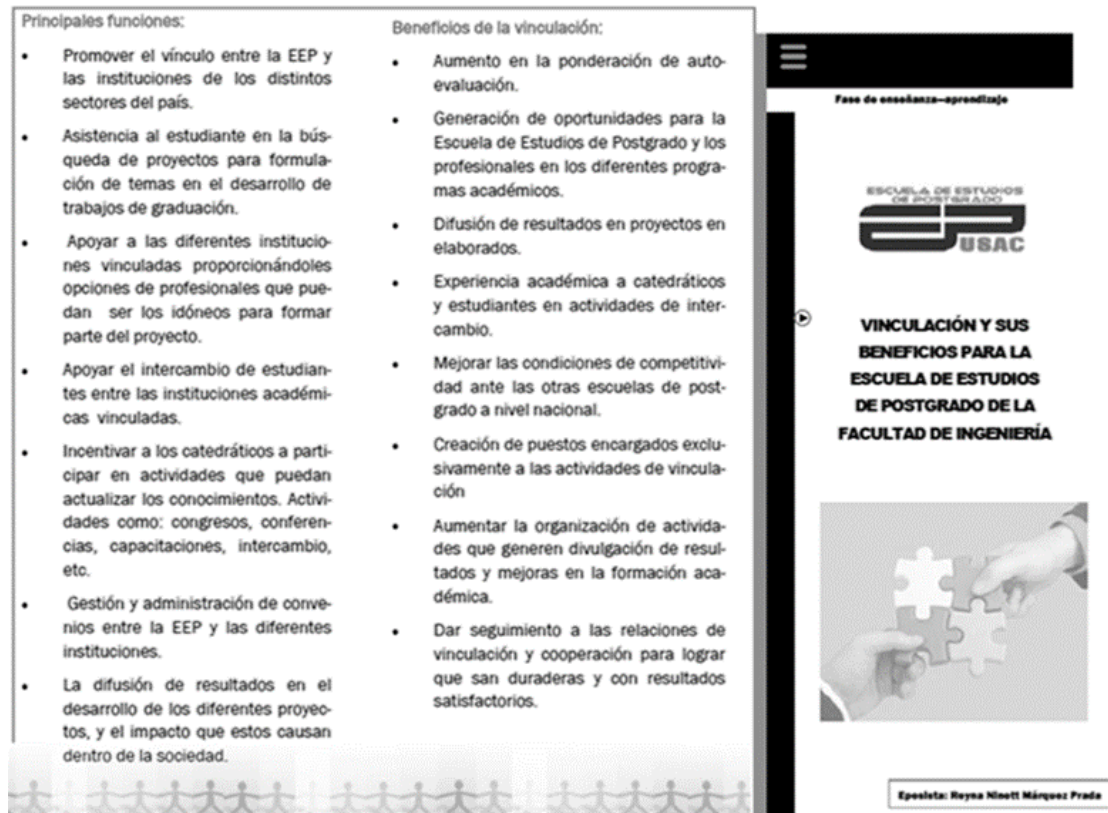 Principales funciones:
• Promover el vínculo entre la EEP y
las instituciones de los distintos
sectores del país.
• Asistencia al estudiante en la bús-
queda de proyectos para formula-
ción de temas en el desarrollo de
trabajos de graduación.
• Apoyar a las diferentes institucio-
nes vinculadas proporcionándoles
opciones de profesionales que pue-
dan ser los idóneos para formar
parte del proyecto.
• Apoyar el intercambio de estudian-
tes entre las instituciones académi-
cas vinculadas.
• Incentivar a los catedráticos a parti-
cipar en actividades que puedan
actualizar los conocimientos. Activi-
dades como: congresos, conferen-
cias, capacitaciones, intercambio,
etc.
• Gestión y administración de conve-
nios entre la EEP y las diferentes
instituciones.
• La difusión de resultados en el
desarrollo de los diferentes proyec-
tos, y el impacto que estos causan
dentro de la sociedad.
Beneficios de la vinculación:
• Aumento en la ponderación de auto-
evaluación.
• Generación de oportunidades para la
Escuela de Estudios de Postgrado y los
profesionales en los diferentes progra-
mas académicos.
• Difusión de resultados en proyectos en
elaborados.
• Experiencia académica a catedráticos
y estudiantes en actividades de inter-
cambio.
• Mejorar las condiciones de competitivi-
dad ante las otras escuelas de post-
grado a nivel nacional.
• Creación de puestos encargados exclu-
sivamente a las actividades de vincula-
ción
• Aumentar la organización de activida-
des que generen divulgación de resul-
tados y mejoras en la formación aca-
démica.
• Dar seguimiento a las relaciones de
vinculación y cooperación para lograr
que san duraderas y con resultados
satisfactorios.
Fase de enseñanza—aprendizaje
ESCUELA DE ESTUDIOS
DE POSTGRADO
USAC
VINCULACIÓN Y SUS
BENEFICIOS PARA LA
ESCUELA DE ESTUDIOS
DE POSTGRADO DE LA
FACULTAD DE INGENIERÍA
Epesista: Reyna Ninett Márquez Prada